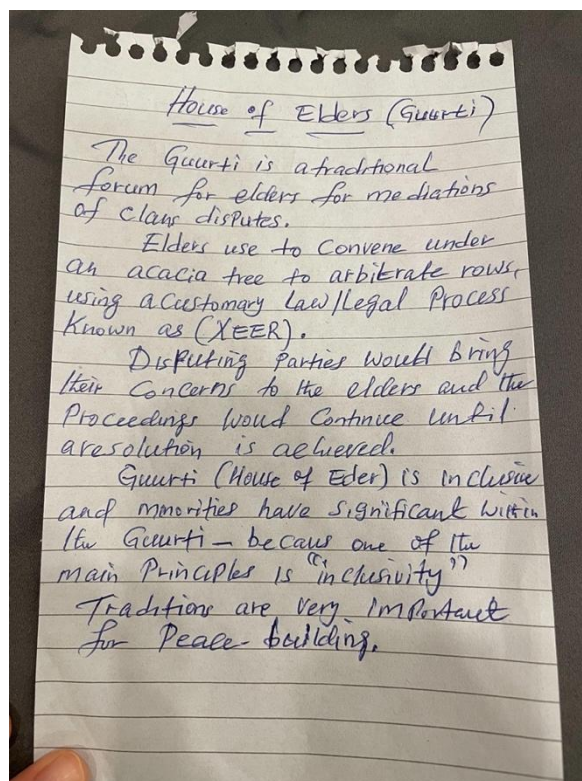 House of Elders (Guurti)
The Guurti is a traditional
forum for elders for mediations
of clans disputes.
Elders use to Convene under
an acacia tree to arbitrate rows,
using a Customary Law/Legal Process
Known as (XEER).
Disputing Parties would bring
their Concerns to the elders and the
Proceedings woud Continue until
a resolution is achieved.
Guurti (House of Eder) is inclusive
and minorities have significant within
the Guurti – becaus one of the
main Principles is "inclusivity"
Traditions are very important
for Peace-building.